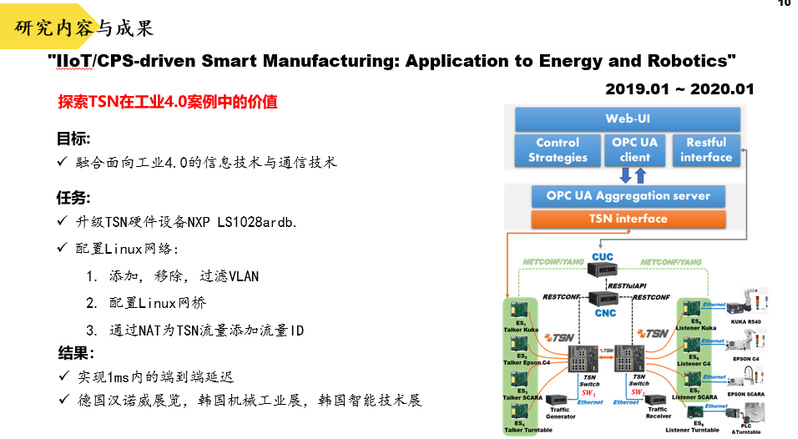 10
研究内容与成果
"IIoT/CPS-driven Smart Manufacturing: Application to Energy and Robotics"
2019.01 ~ 2020.01
探索TSN在工业4.0案例中的价值
目标:
✓ 融合面向工业4.0的信息技术与通信技术
任务:
✓ 升级TSN硬件设备NXP LS1028ardb.
✓ 配置Linux网络:
1. 添加, 移除, 过滤VLAN
2. 配置Linux网桥
3. 通过NAT为TSN流量添加流量ID
结果:
✓ 实现1ms内的端到端延迟
✓ 德国汉诺威展览, 韩国机械工业展, 韩国智能技术展
Web-UI
Control Strategies
OPC UA client
Restful interface
OPC UA Aggregation server
TSN interface
NETCONF/YANG
CUC
NETCONF/YANG
RESTfulAPI
RESTCONF
RESTCONF
CNC
ES1
Talker Kuka
ES2
Talker Epson C4
ES3
Talker SCARA
ES4
Talker Turntable
TSN
TSN
TSN
TSN Switch
SW1
TSN Switch
SW2
Ethernet
Ethernet
Traffic Generator
Traffic Receiver
ES5
Listener Kuka
ES6
Listener C4
ES7
Listener SCARA
ES8
Listener Turntable
Ethernet
Ethernet
Ethernet
Ethernet
KUKA R540
EPSON C4
EPSON SCARA
PLC &Turntable